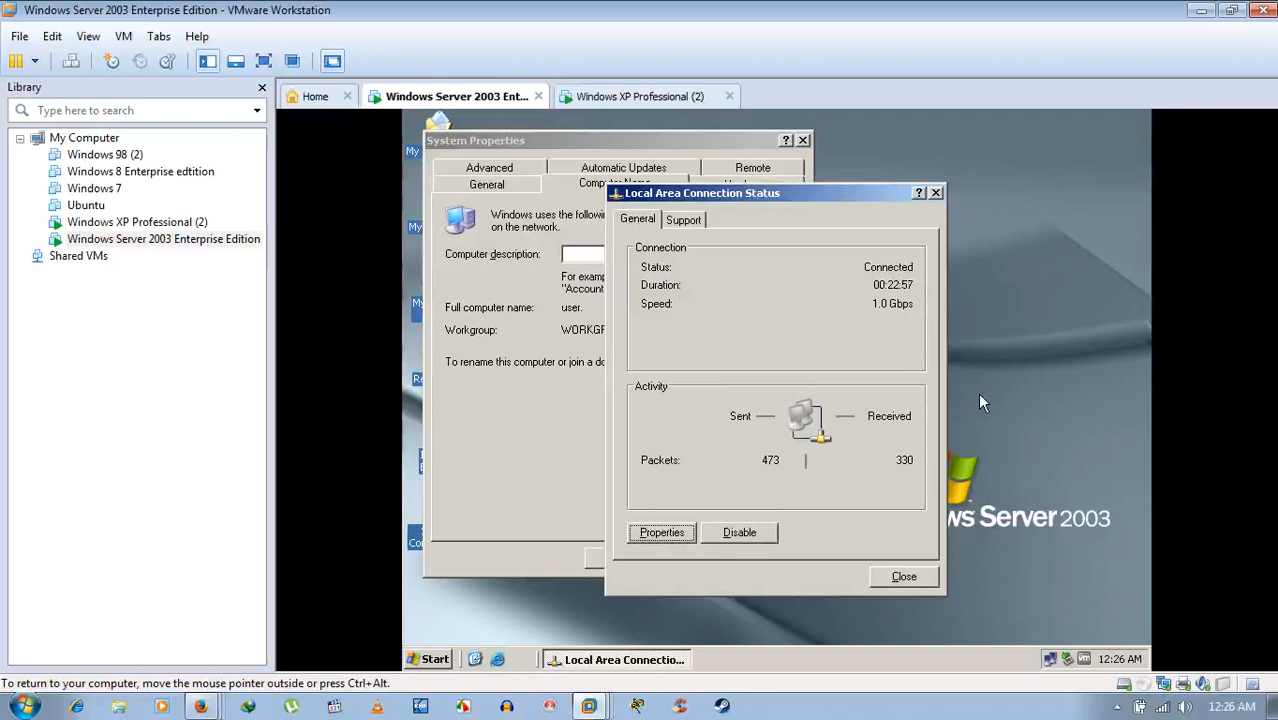 Windows Server 2003 Enterprise Edition - VMware Workstation
File Edit View VM Tabs Help
Library
Type here to search
My Computer
Windows 98 (2)
Windows 8 Enterprise edtition
Windows 7
Ubuntu
Windows XP Professional (2)
Windows Server 2003 Enterprise Edition
Shared VMs
Home
Windows Server 2003 Ent...
Windows XP Professional (2)
System Properties
Advanced
Automatic Updates
Remote
General
Computer Name
Windows uses the followi
on the network.
Computer description:
For examp
"Account
Full computer name:
user.
Workgroup:
WORKGR
To rename this computer or join a do
Local Area Connection Status
General
Support
Connection
Status:
Connected
Duration:
00:22:57
Speed:
1.0 Gbps
Activity
Sent
Received
Packets:
473
330
Properties
Disable
Close
ws Server 2003
Start
Local Area Connectio...
12:26 AM
To return to your computer, move the mouse pointer outside or press Ctrl+Alt.
12:26 AM